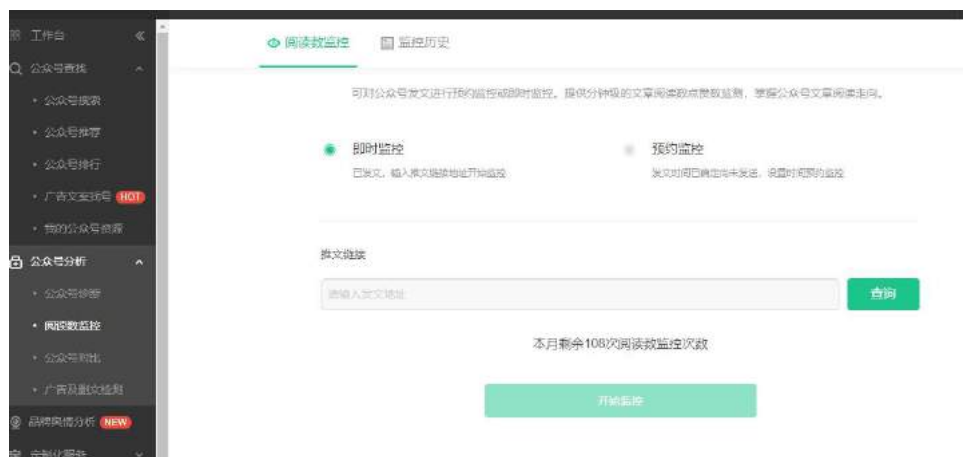 工作台
公众号查找
公众号搜索
公众号推荐
公众号排行
广告文案找号 HOT
我的公众号资源
公众号分析
公众号诊断
阅读数监控
公众号对比
广告及删文检测
品牌舆情分析 NEW
定制化服务
阅读数监控 监控历史
可对公众号发文进行预约监控或即时监控。提供分钟级的文章阅读数点赞数监测，掌握公众号文章阅读走向。
即时监控 预约监控
已发文，输入推文链接地址开始监控 发文时间已确定尚未发送，设置时间预约监控
推文链接
请输入发文地址 查询
本月剩余108次阅读数监控次数
开始监控